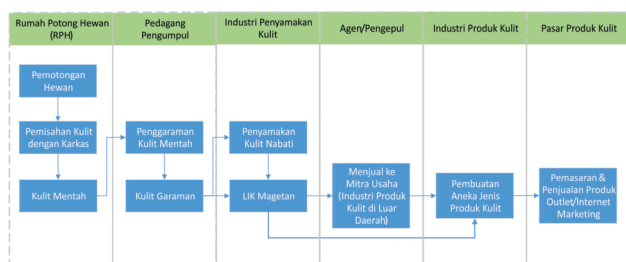 Rumah Potong Hewan
(RPH)
Pedagang
Pengumpul
Industri Penyamakan
Kulit
Agen/Pengepul
Industri Produk Kulit
Pasar Produk Kulit
Pemotongan
Hewan
Pemisahan Kulit
dengan Karkas
Kulit Mentah
Penggaraman
Kulit Mentah
Kulit Garaman
Penyamakan
Kulit Nabati
LIK Magetan
Menjual ke
Mitra Usaha
(Industri Produk
Kulit di Luar
Daerah)
Pembuatan
Aneka Jenis
Produk Kulit
Pemasaran &
Penjualan Produk
Outlet/Internet
Marketing